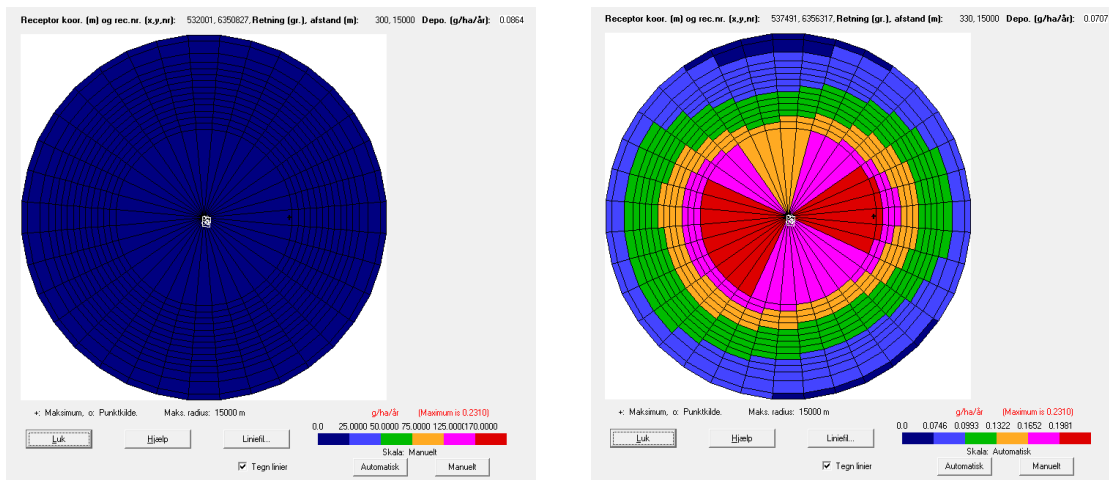 Receptor koor. (m) og rec.nr. (x,y,nr): 532001, 6350827, Retning (gr.), afstand (m): 300, 15000 Depo. (g/ha/år): 0.0864
+: Maksimum, o: Punktkilde. Maks. radius: 15000 m
g/ha/år (Maximum is 0.2310)
0.0 25.0000 50.0000 75.0000 125.0000 170.0000
Luk Hjælp Liniefil...
Skala: Manuelt
Tegn linier Automatisk Manuelt
Receptor koor. (m) og rec.nr. (x,y,nr): 537491, 6356317, Retning (gr.), afstand (m): 330, 15000 Depo. (g/ha/år): 0.0707
+: Maksimum, o: Punktkilde. Maks. radius: 15000 m
g/ha/år (Maximum is 0.2310)
0.0 0.0746 0.0993 0.1322 0.1652 0.1981
Luk Hjælp Liniefil...
Skala: Automatisk
Tegn linier Automatisk Manuelt